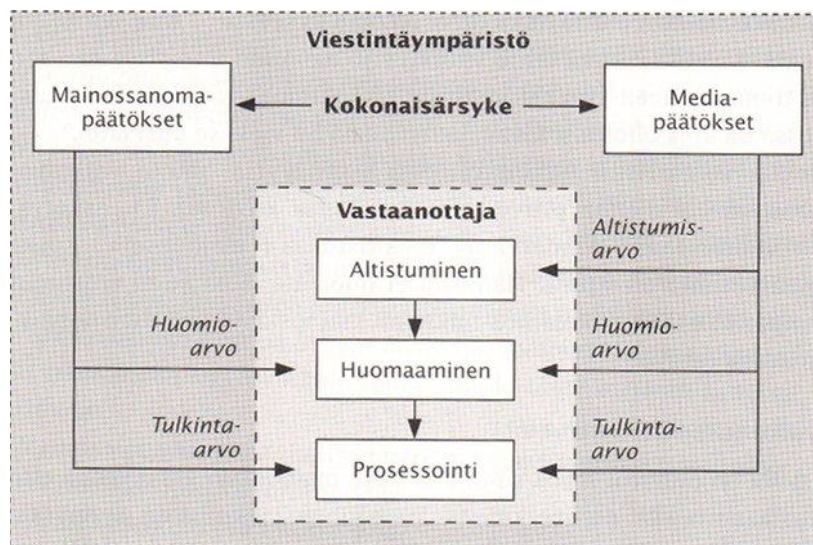 Viestintäympäristö
Mainossanoma-
päätökset
Kokonaisärsyke
Media-
päätökset
Vastaanottaja
Altistuminen
Altistumis-
arvo
Huomio-
arvo
Huomaaminen
Huomio-
arvo
Tulkinta-
arvo
Prosessointi
Tulkinta-
arvo